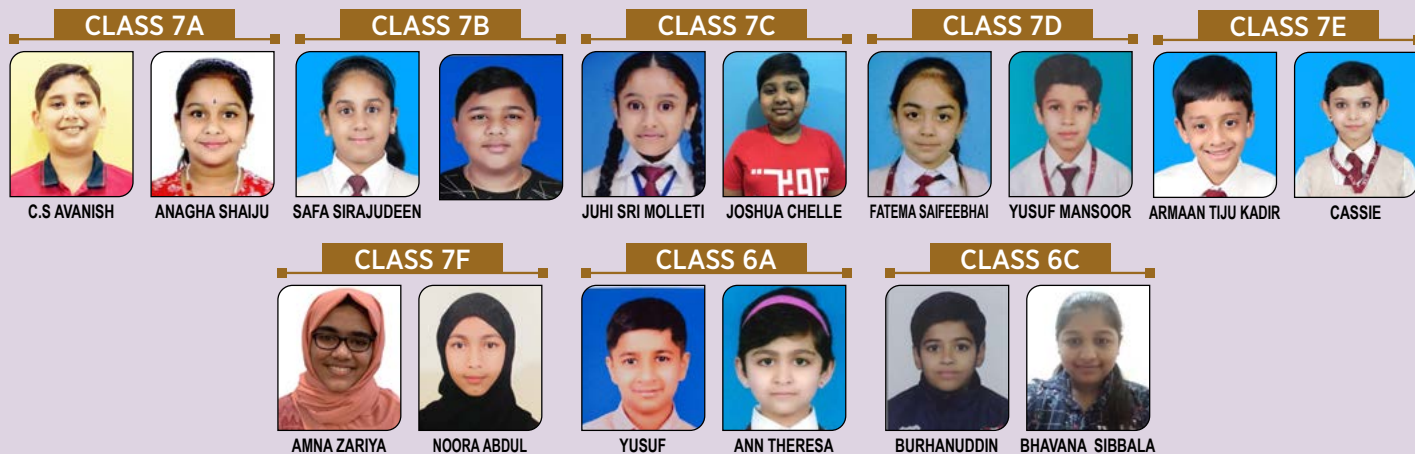 CLASS 7A
C.S AVANISH
ANAGHA SHAIJU
CLASS 7B
SAFA SIRAJUDEEN
CLASS 7C
JUHI SRI MOLLETI
JOSHUA CHELLE
CLASS 7D
FATEMA SAIFEEBHAI
YUSUF MANSOOR
CLASS 7E
ARMAAN TIJU KADIR
CASSIE
CLASS 7F
AMNA ZARIYA
NOORA ABDUL
CLASS 6A
YUSUF
ANN THERESA
CLASS 6C
BURHANUDDIN
BHAVANA SIBBALA